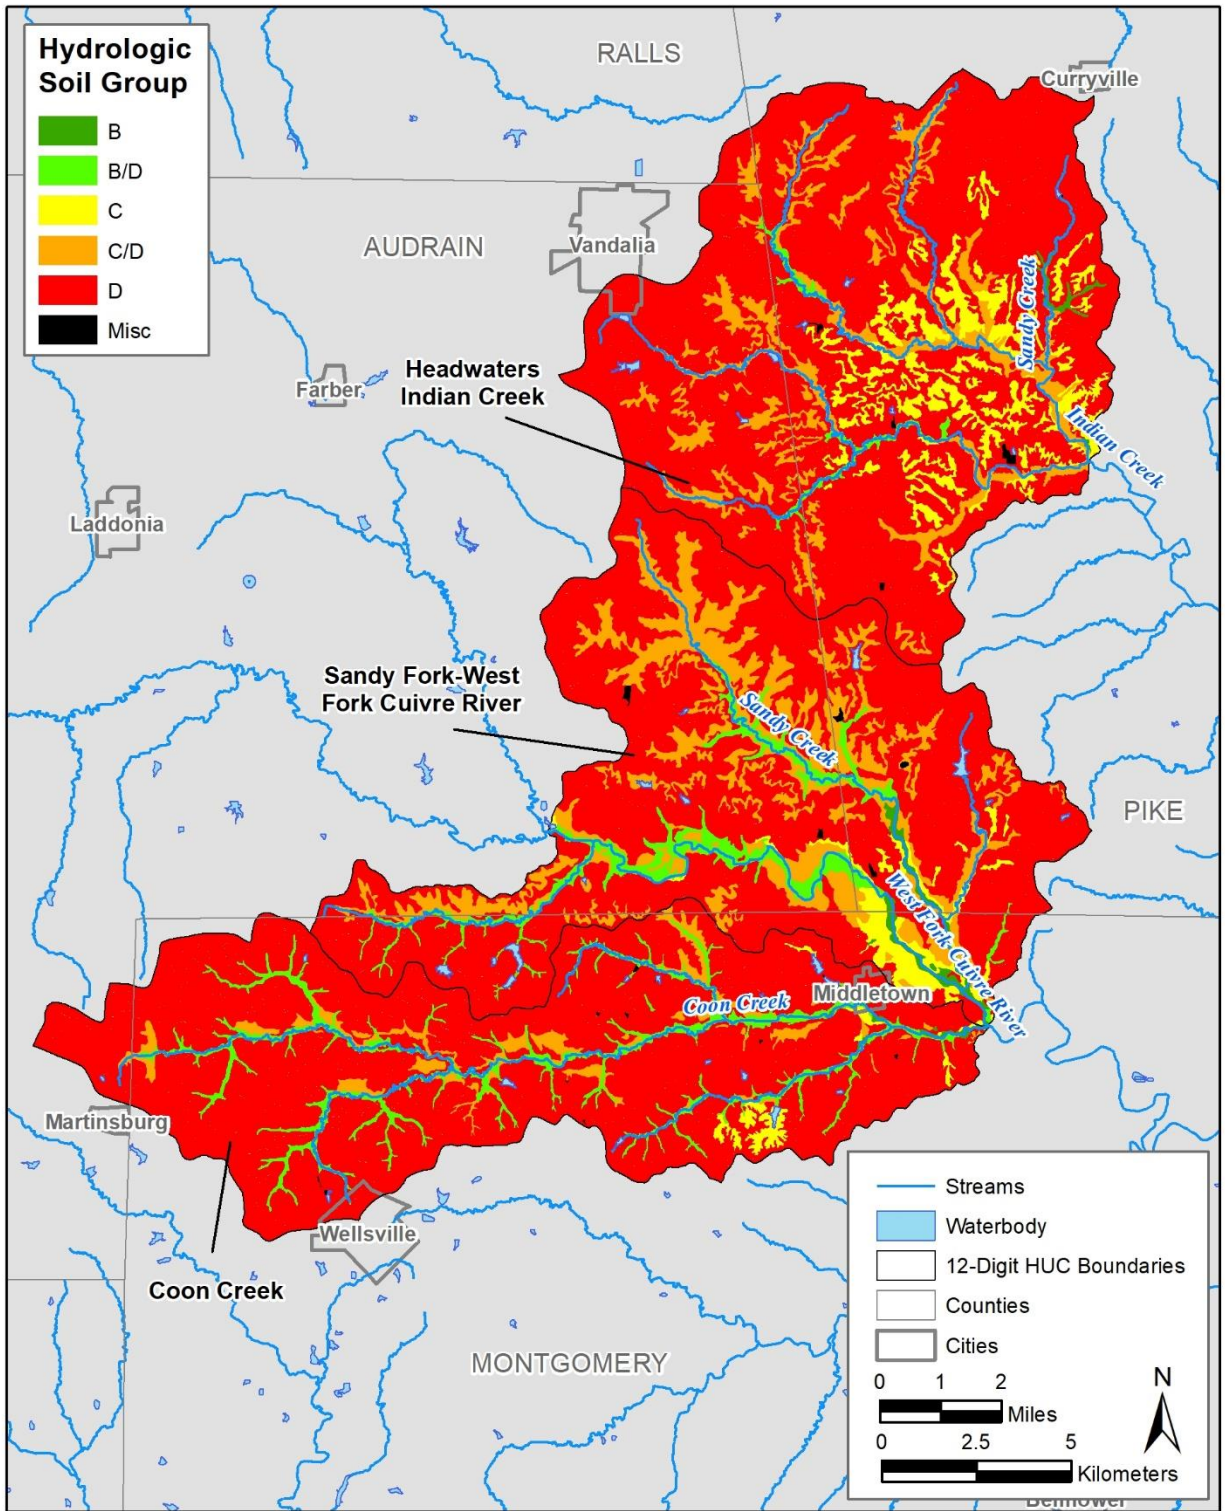 Hydrologic
Soil Group
B
B/D
C
C/D
D
Misc
RALLS
Curryville
AUDRAIN
Vandalia
Sandy Creek
Farber
Headwaters
Indian Creek
Indian Creek
Laddonia
Sandy Fork-West
Fork Cuivre River
Sandy Creek
PIKE
West Fork Cuivre River
Middletown
Coon Creek
Martinsburg
Wellsville
Coon Creek
MONTGOMERY
Streams
Waterbody
12-Digit HUC Boundaries
Counties
Cities
0 1 2
Miles
0 2.5 5
Kilometers
N